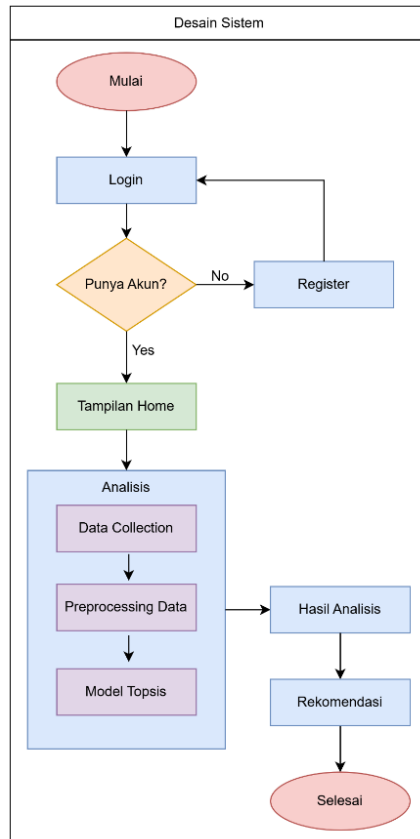 Desain Sistem
Mulai
Login
Punya Akun?
No
Register
Yes
Tampilan Home
Analisis
Data Collection
Preprocessing Data
Model Topsis
Hasil Analisis
Rekomendasi
Selesai